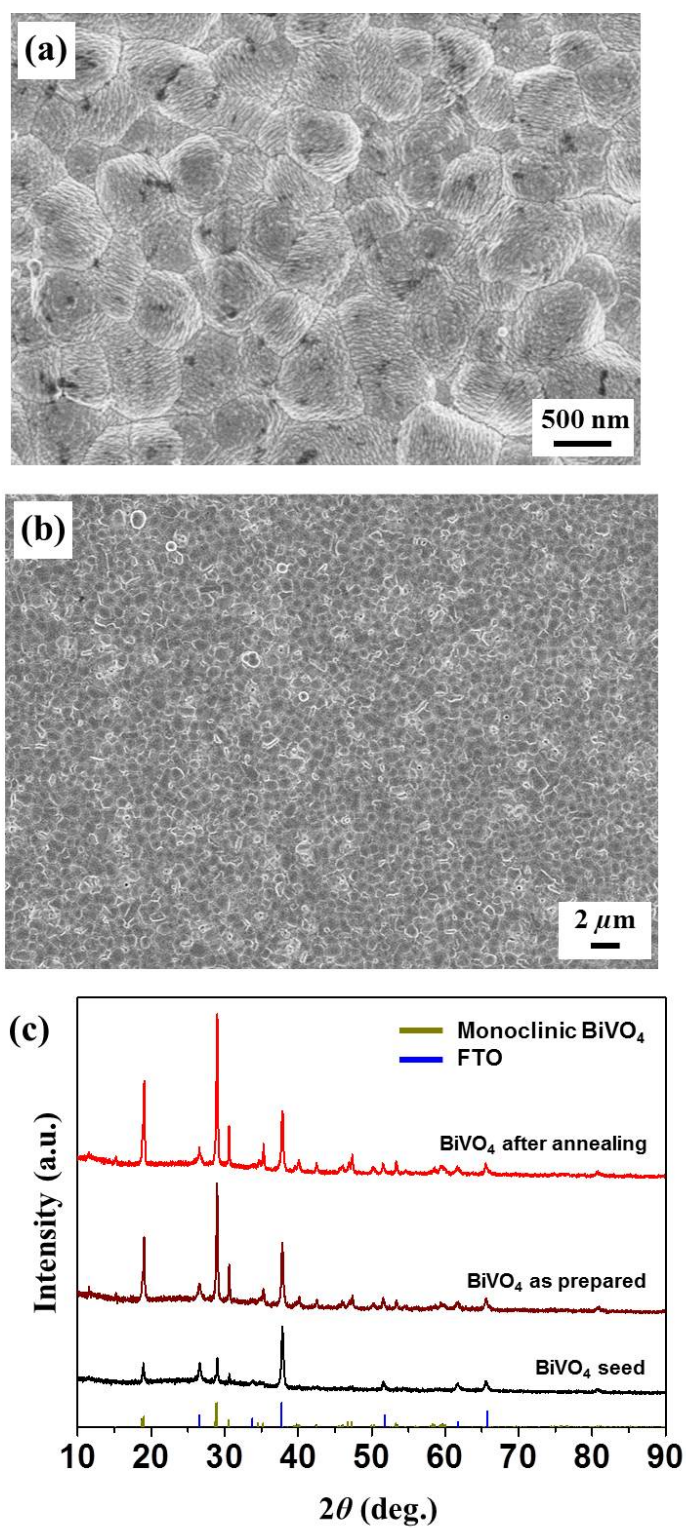 (a)
500 nm
(b)
2 μm
(c)
Monoclinic BiVO₄
FTO
BiVO₄ after annealing
BiVO₄ as prepared
BiVO₄ seed
Intensity (a.u.)
10 20 30 40 50 60 70 80 90
2θ (deg.)